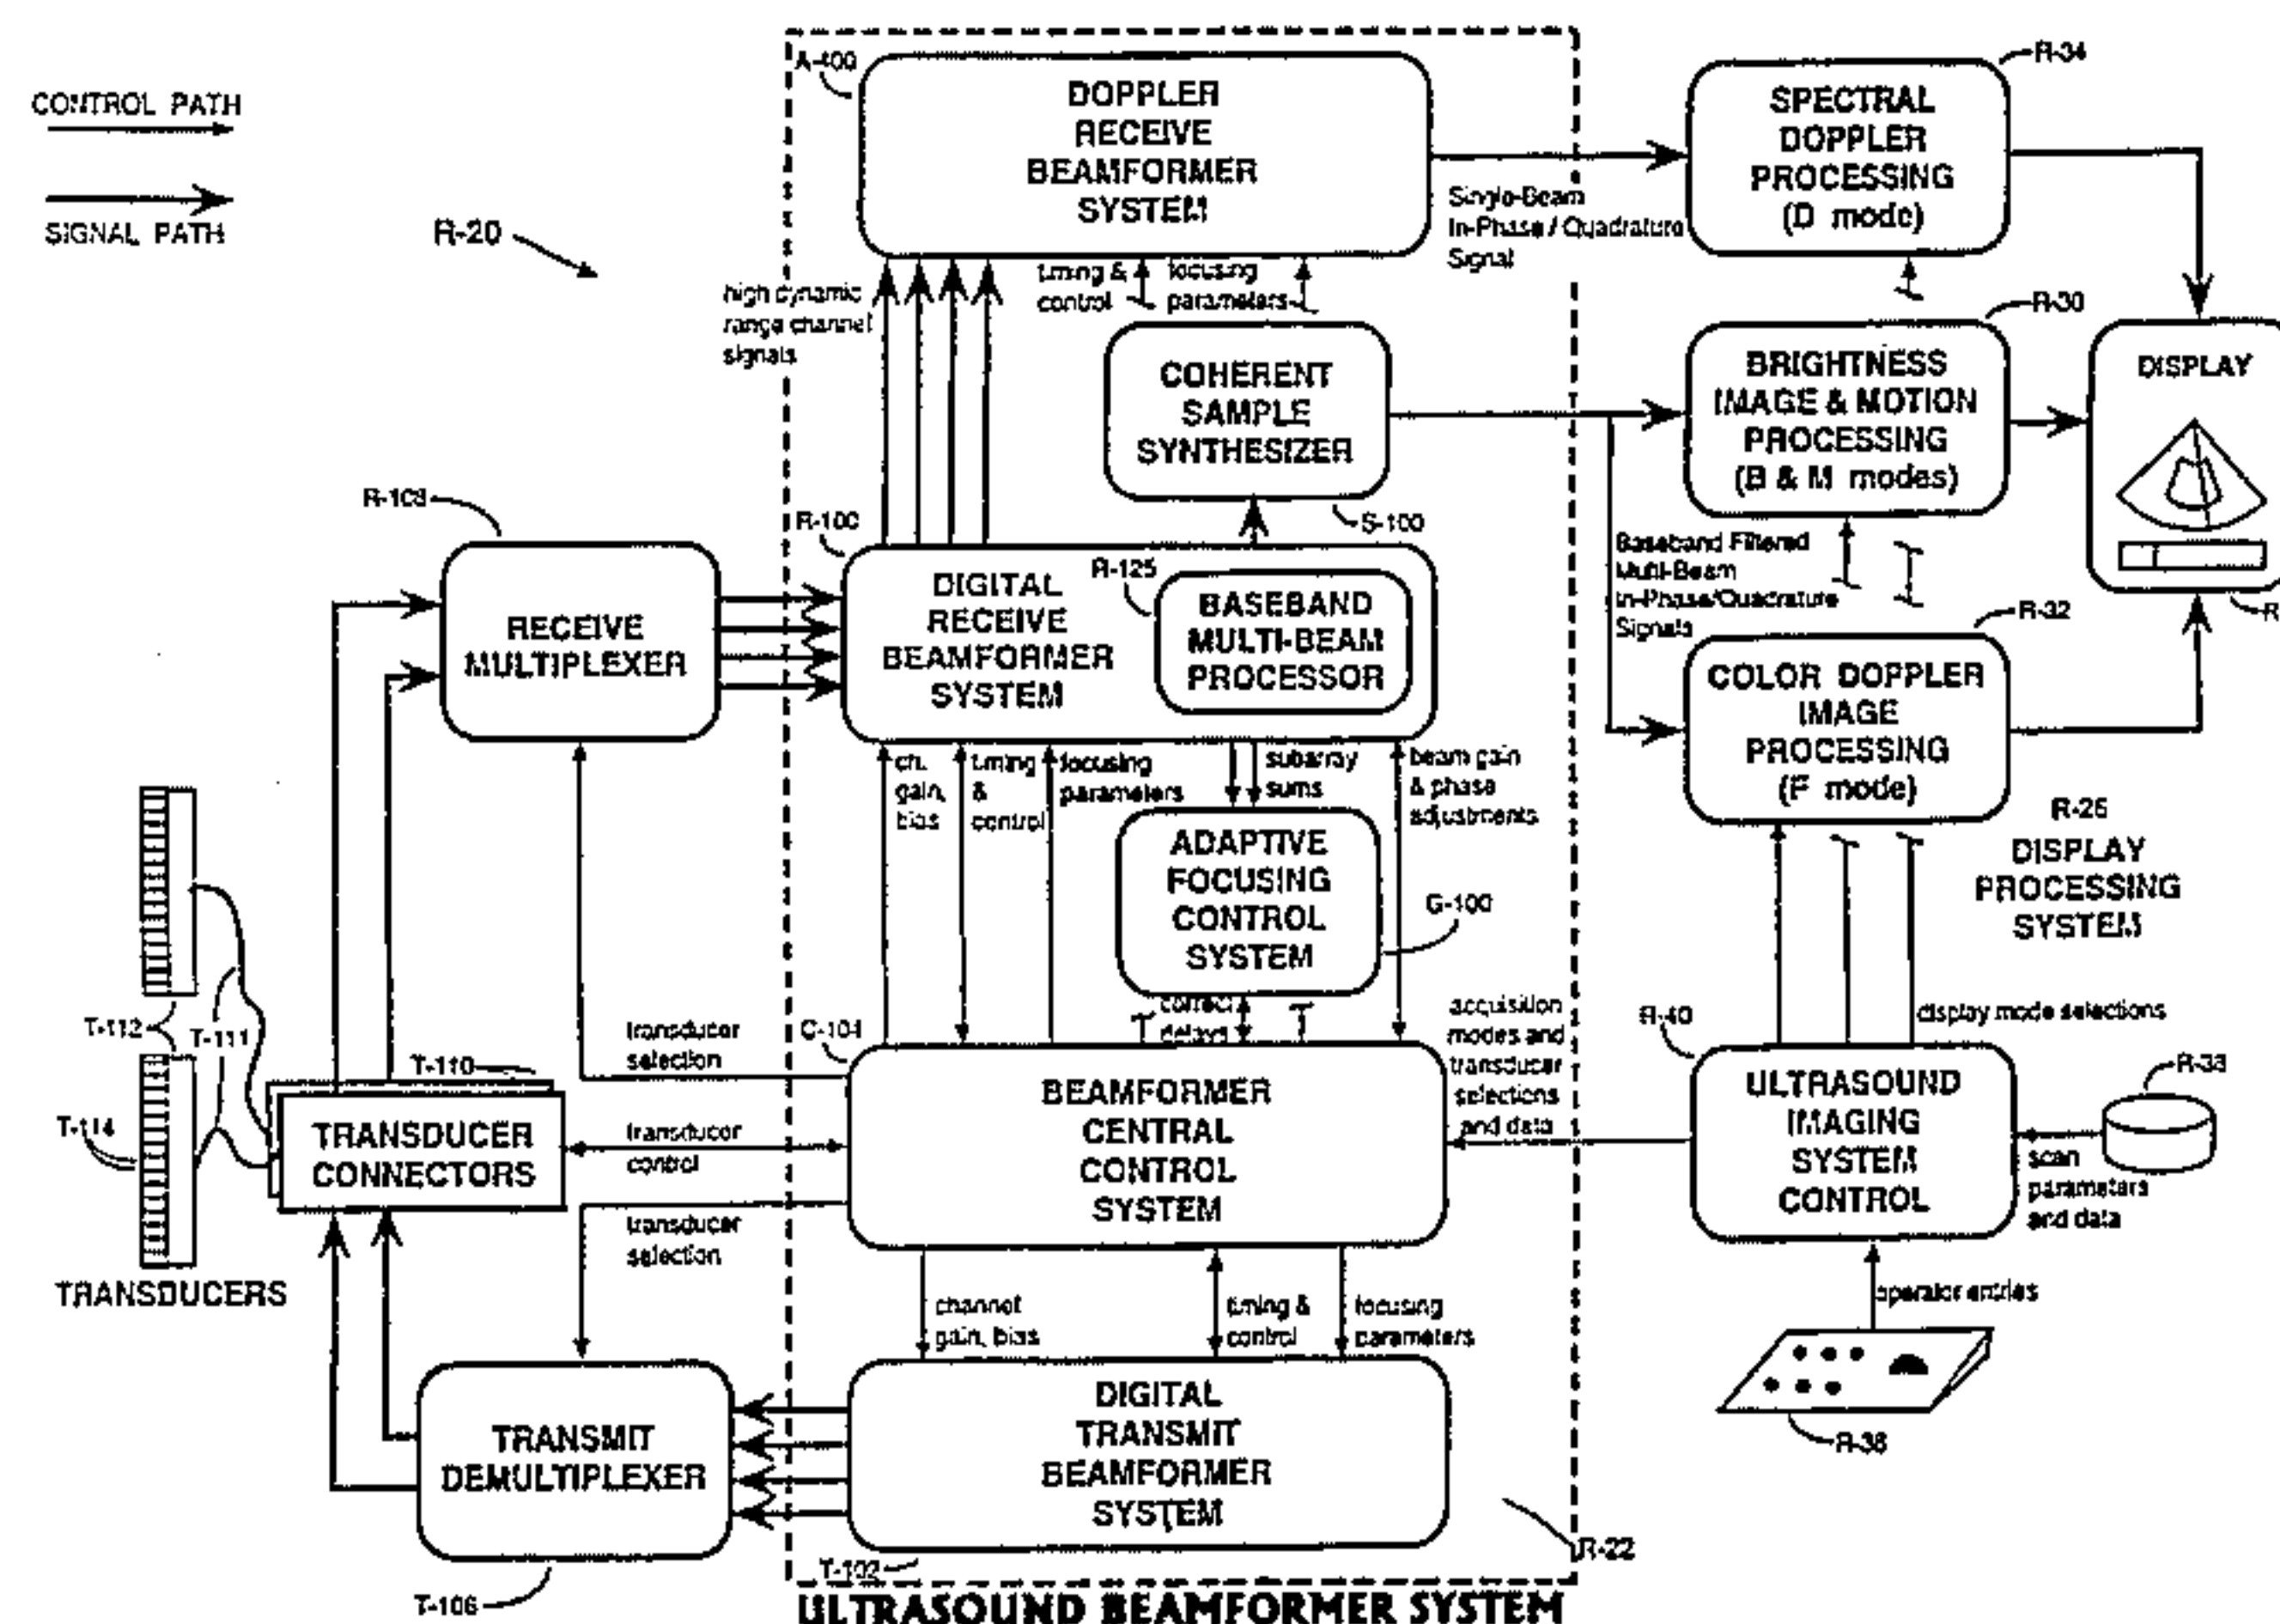 CONTROL PATH
SIGNAL PATH
R-20
A-400
DOPPLER
RECEIVE
BEAMFORMER
SYSTEM
R-34
SPECTRAL
DOPPLER
PROCESSING
(D mode)
Single-Beam
In-Phase / Quadrature
Signal
high dynamic
range channel
signals
timing &
control
focusing
parameters
COHERENT
SAMPLE
SYNTHESIZER
S-100
R-30
BRIGHTNESS
IMAGE & MOTION
PROCESSING
(B & M modes)
DISPLAY
R-108
RECEIVE
MULTIPLEXER
R-100
DIGITAL
RECEIVE
BEAMFORMER
SYSTEM
R-125
BASEBAND
MULTI-BEAM
PROCESSOR
Baseband Filtered
Multi-Beam
In-Phase/Quadrature
Signals
R-32
COLOR DOPPLER
IMAGE
PROCESSING
(F mode)
R-26
DISPLAY
PROCESSING
SYSTEM
ch.
gain,
bias
timing
&
control
focusing
parameters
subarray
sums
beam gain
& phase
adjustments
ADAPTIVE
FOCUSING
CONTROL
SYSTEM
G-100
correct
delays
T-112
T-111
T-110
T-114
TRANSDUCERS
TRANSDUCER
CONNECTORS
transducer
selection
transducer
control
transducer
selection
C-104
BEAMFORMER
CENTRAL
CONTROL
SYSTEM
acquisition
modes and
transducer
selections
and data
R-40
display mode selections
ULTRASOUND
IMAGING
SYSTEM
CONTROL
R-38
scan
parameters
and data
operator entries
R-36
channel
gain, bias
timing &
control
focusing
parameters
TRANSMIT
DEMULTIPLEXER
T-106
DIGITAL
TRANSMIT
BEAMFORMER
SYSTEM
T-102
R-22
ULTRASOUND BEAMFORMER SYSTEM